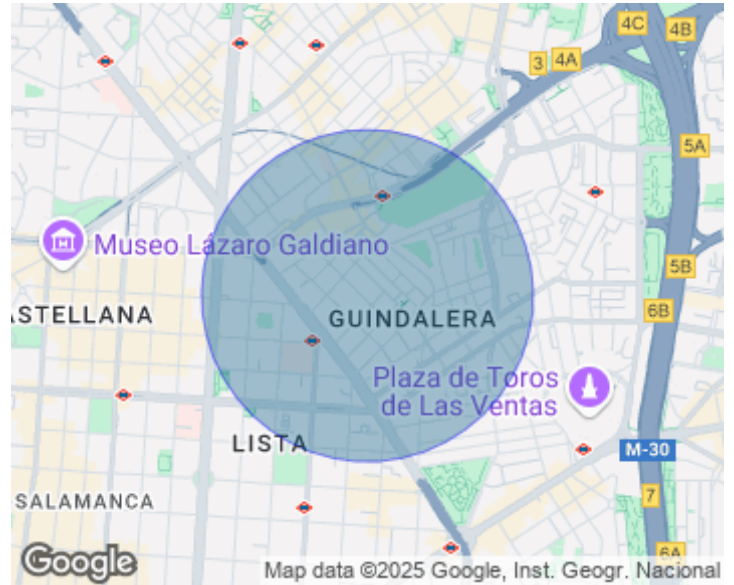 4C
4B
3
4A
5A
Museo Lázaro Galdiano
5B
ASTELLANA
6B
GUINDALERA
Plaza de Toros
de Las Ventas
LISTA
M-30
SALAMANCA
7
6A
Google
Map data ©2025 Google, Inst. Geogr. Nacional